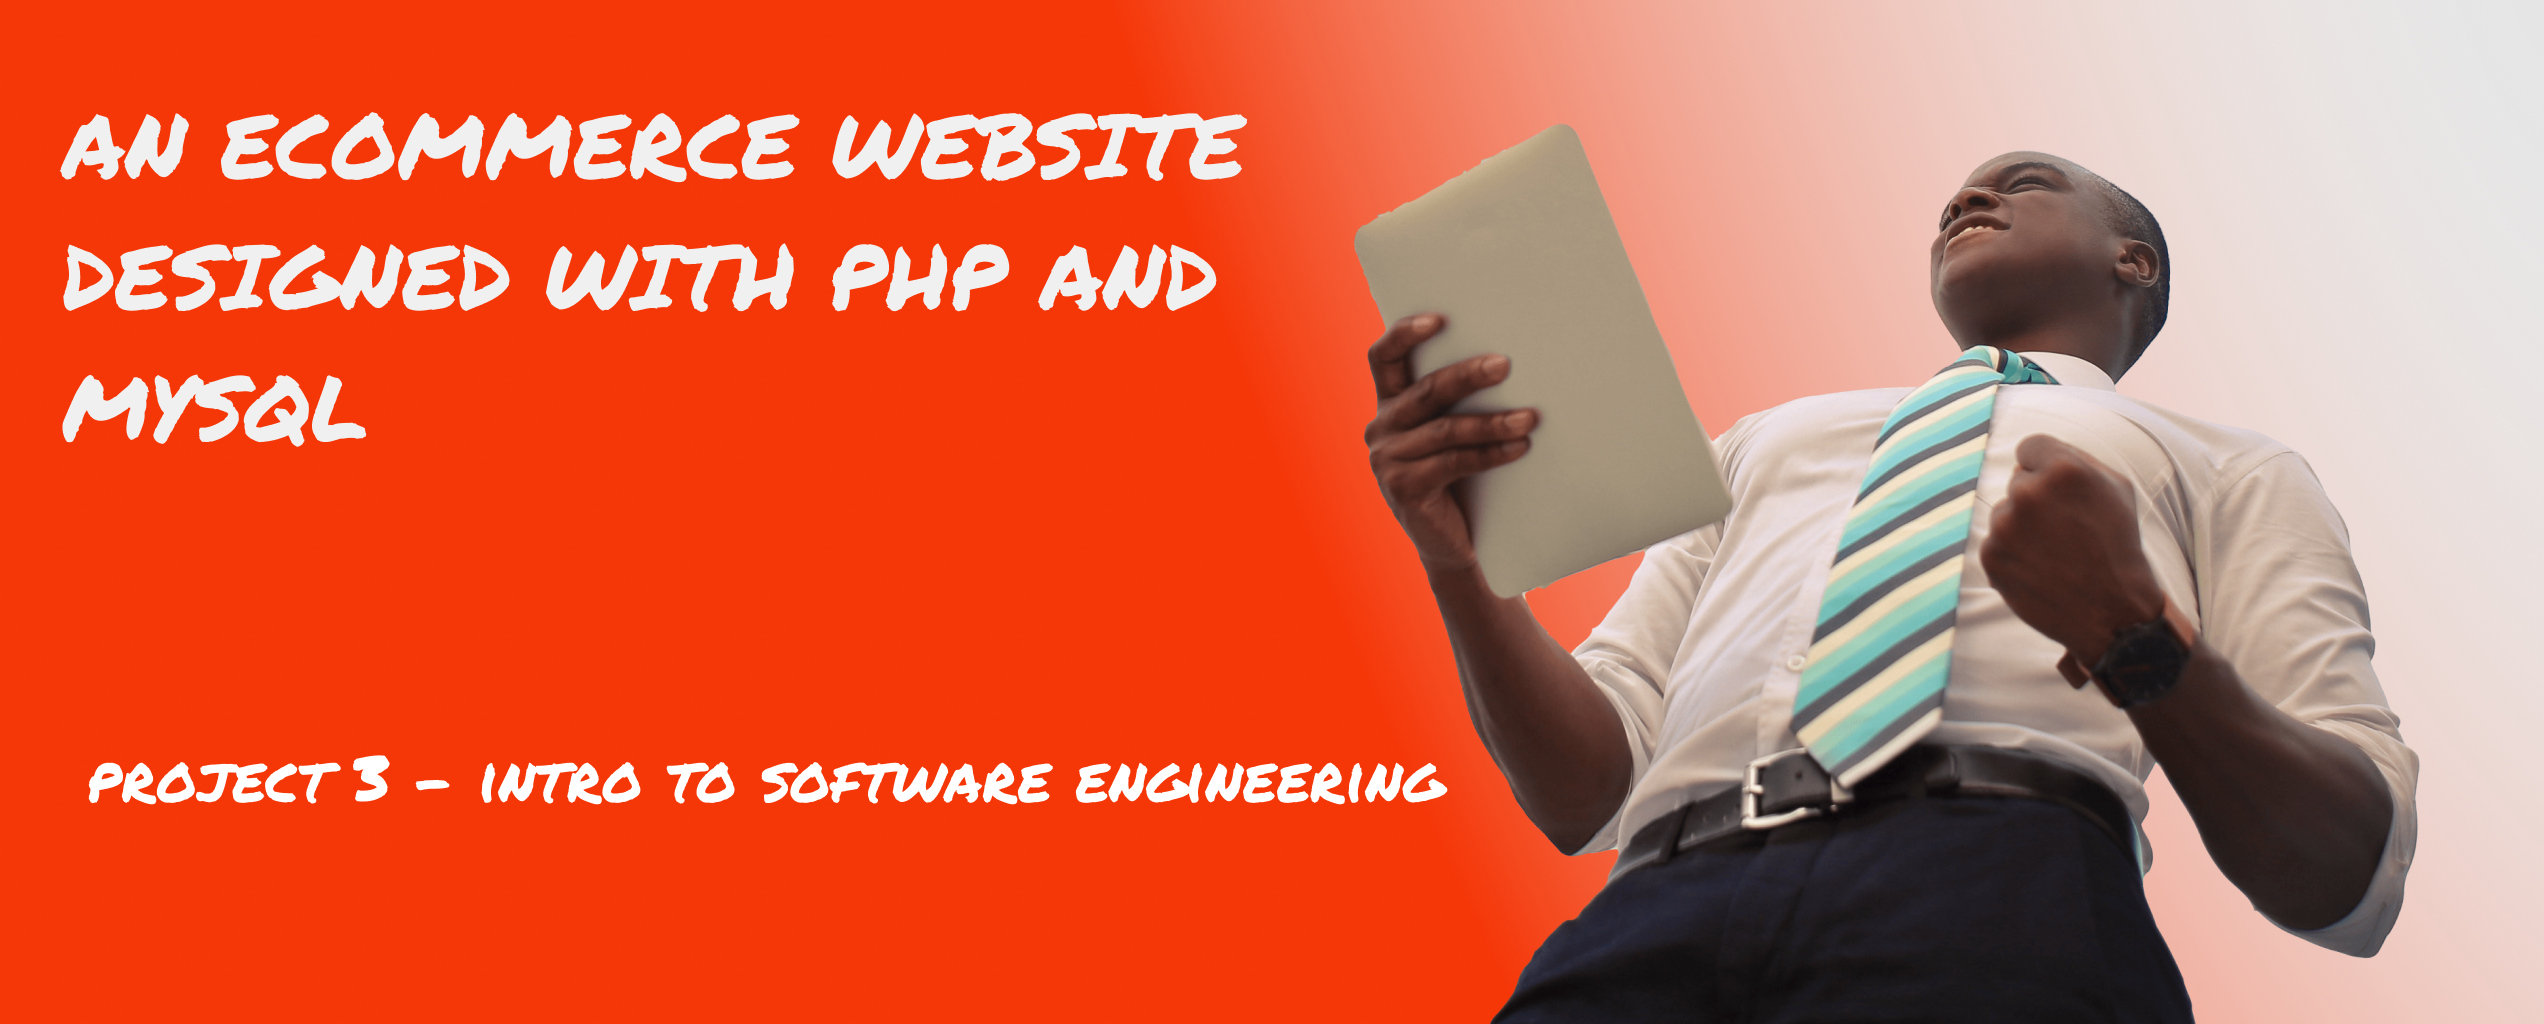 AN ECOMMERCE WEBSITE
DESIGNED WITH PHP AND
MYSQL
PROJECT 3 - INTRO TO SOFTWARE ENGINEERING